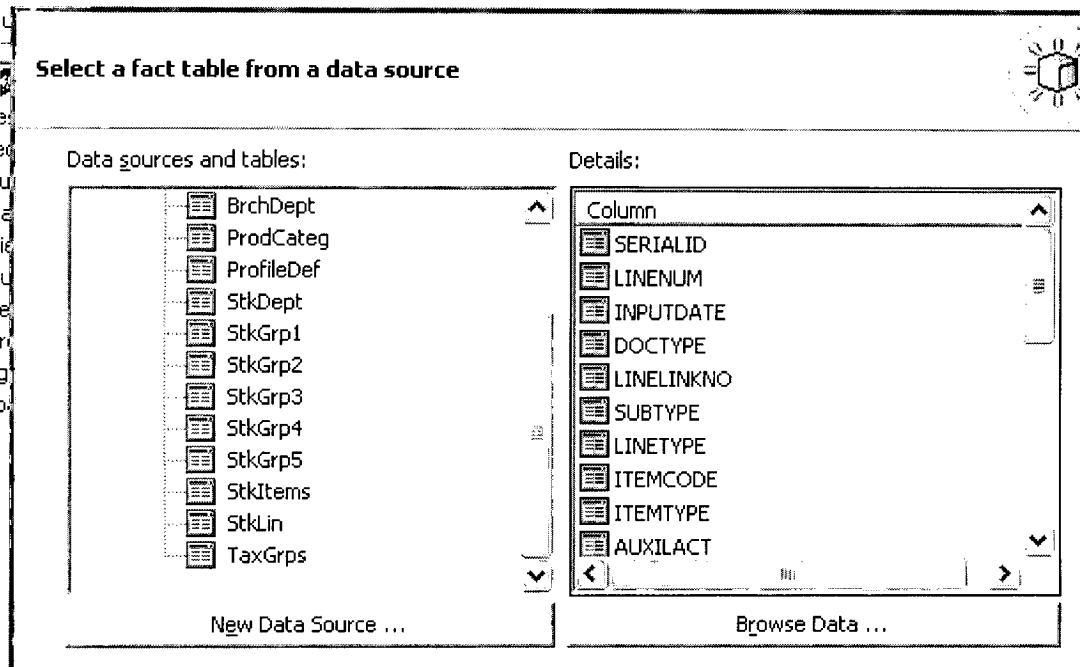 Select a fact table from a data source
Data sources and tables:
BrchDept
ProdCateg
ProfileDef
StkDept
StkGrp1
StkGrp2
StkGrp3
StkGrp4
StkGrp5
StkItems
StkLin
TaxGrps
New Data Source ...
Details:
Column
SERIALID
LINENUM
INPUTDATE
DOCTYPE
LINELINKNO
SUBTYPE
LINETYPE
ITEMCODE
ITEMTYPE
AUXILACT
Browse Data ...